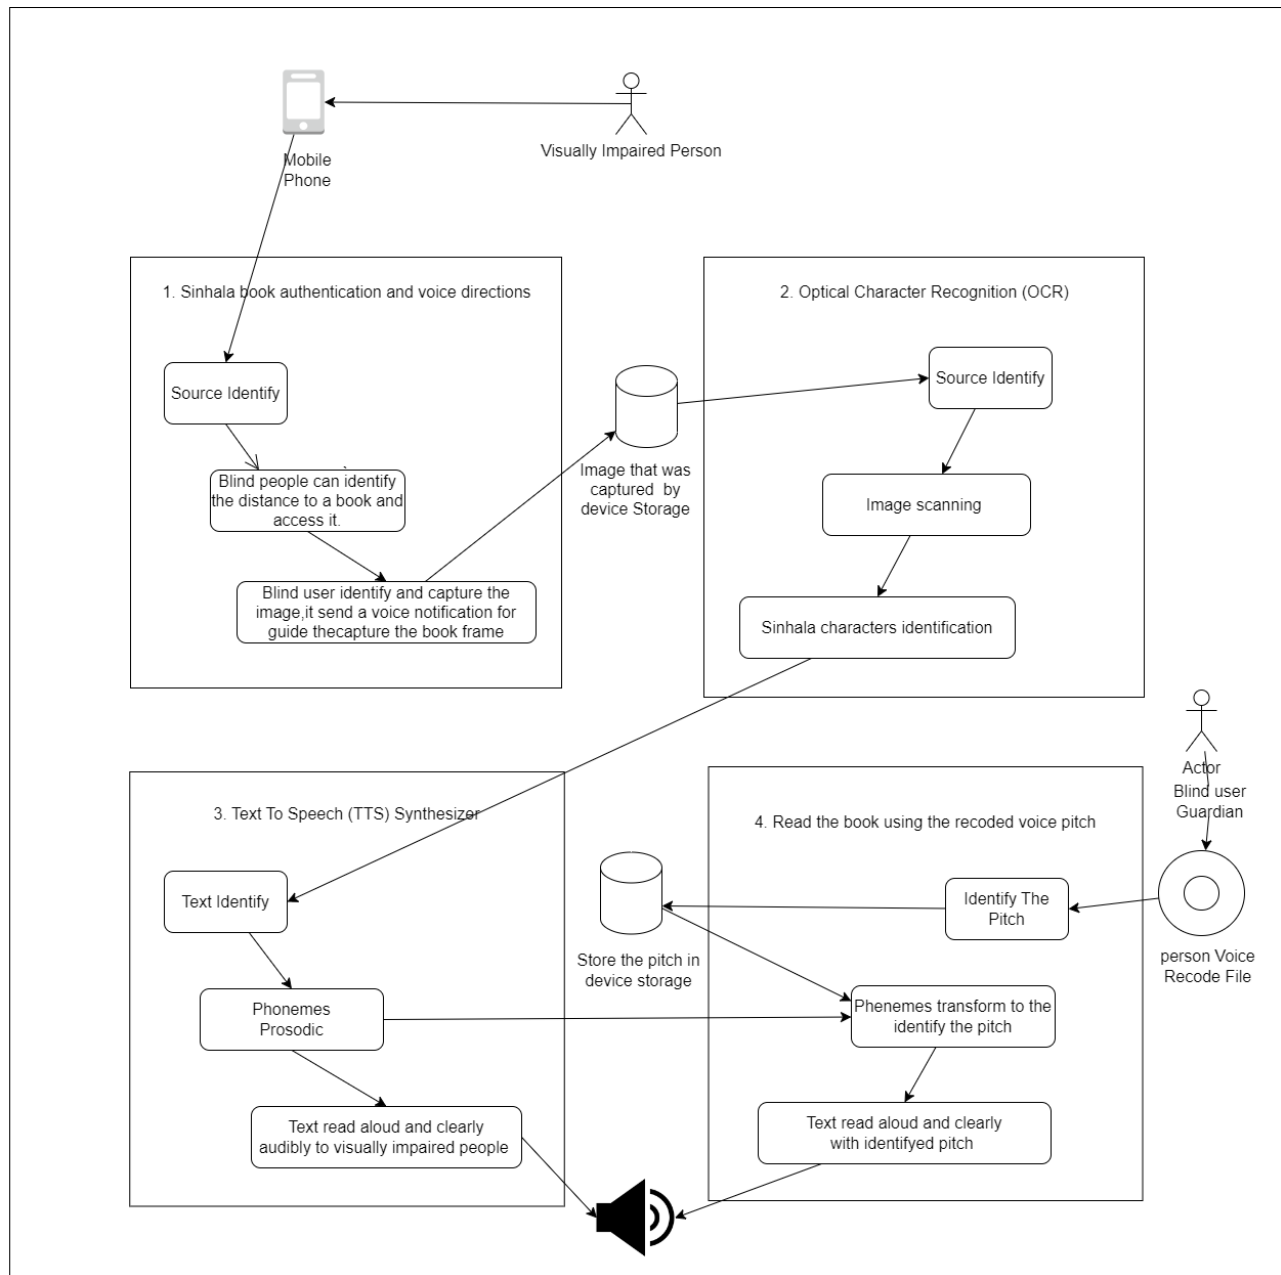 Mobile
Phone
Visually Impaired Person
1. Sinhala book authentication and voice directions
Source Identify
Blind people can identify
the distance to a book and
access it.
Blind user identify and capture the
image,it send a voice notification for
guide thecapture the book frame
Image that was
captured  by
device Storage
2. Optical Character Recognition (OCR)
Source Identify
Image scanning
Sinhala characters identification
3. Text To Speech (TTS) Synthesizer
Text Identify
Phonemes
Prosodic
Text read aloud and clearly
audibly to visually impaired people
Store the pitch in
device storage
4. Read the book using the recoded voice pitch
Identify The
Pitch
Phenemes transform to the
identify the pitch
Text read aloud and clearly
with identifyed pitch
Actor
Blind user
Guardian
person Voice
Recode File